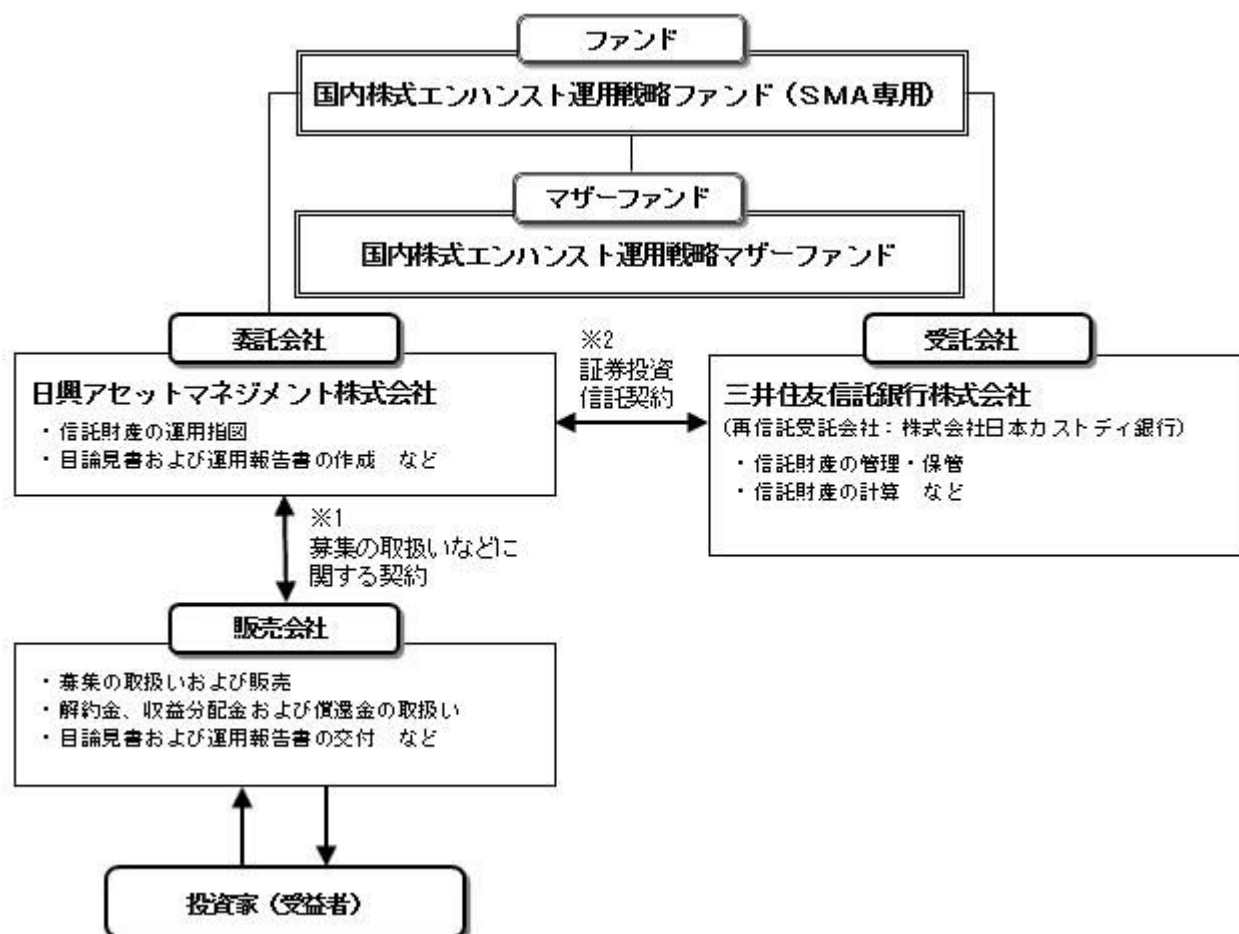 ファンド
国内株式エンハンスト運用戦略ファンド（ＳＭＡ専用）
マザーファンド
国内株式エンハンスト運用戦略マザーファンド
委託会社
日興アセットマネジメント株式会社
・信託財産の運用指図
・目論見書および運用報告書の作成　など
※2
証券投資
信託契約
受託会社
三井住友信託銀行株式会社
(再信託受託会社：株式会社日本カストディ銀行)
・信託財産の管理・保管
・信託財産の計算　など
※1
募集の取扱いなどに
関する契約
販売会社
・募集の取扱いおよび販売
・解約金、収益分配金および償還金の取扱い
・目論見書および運用報告書の交付　など
投資家（受益者）